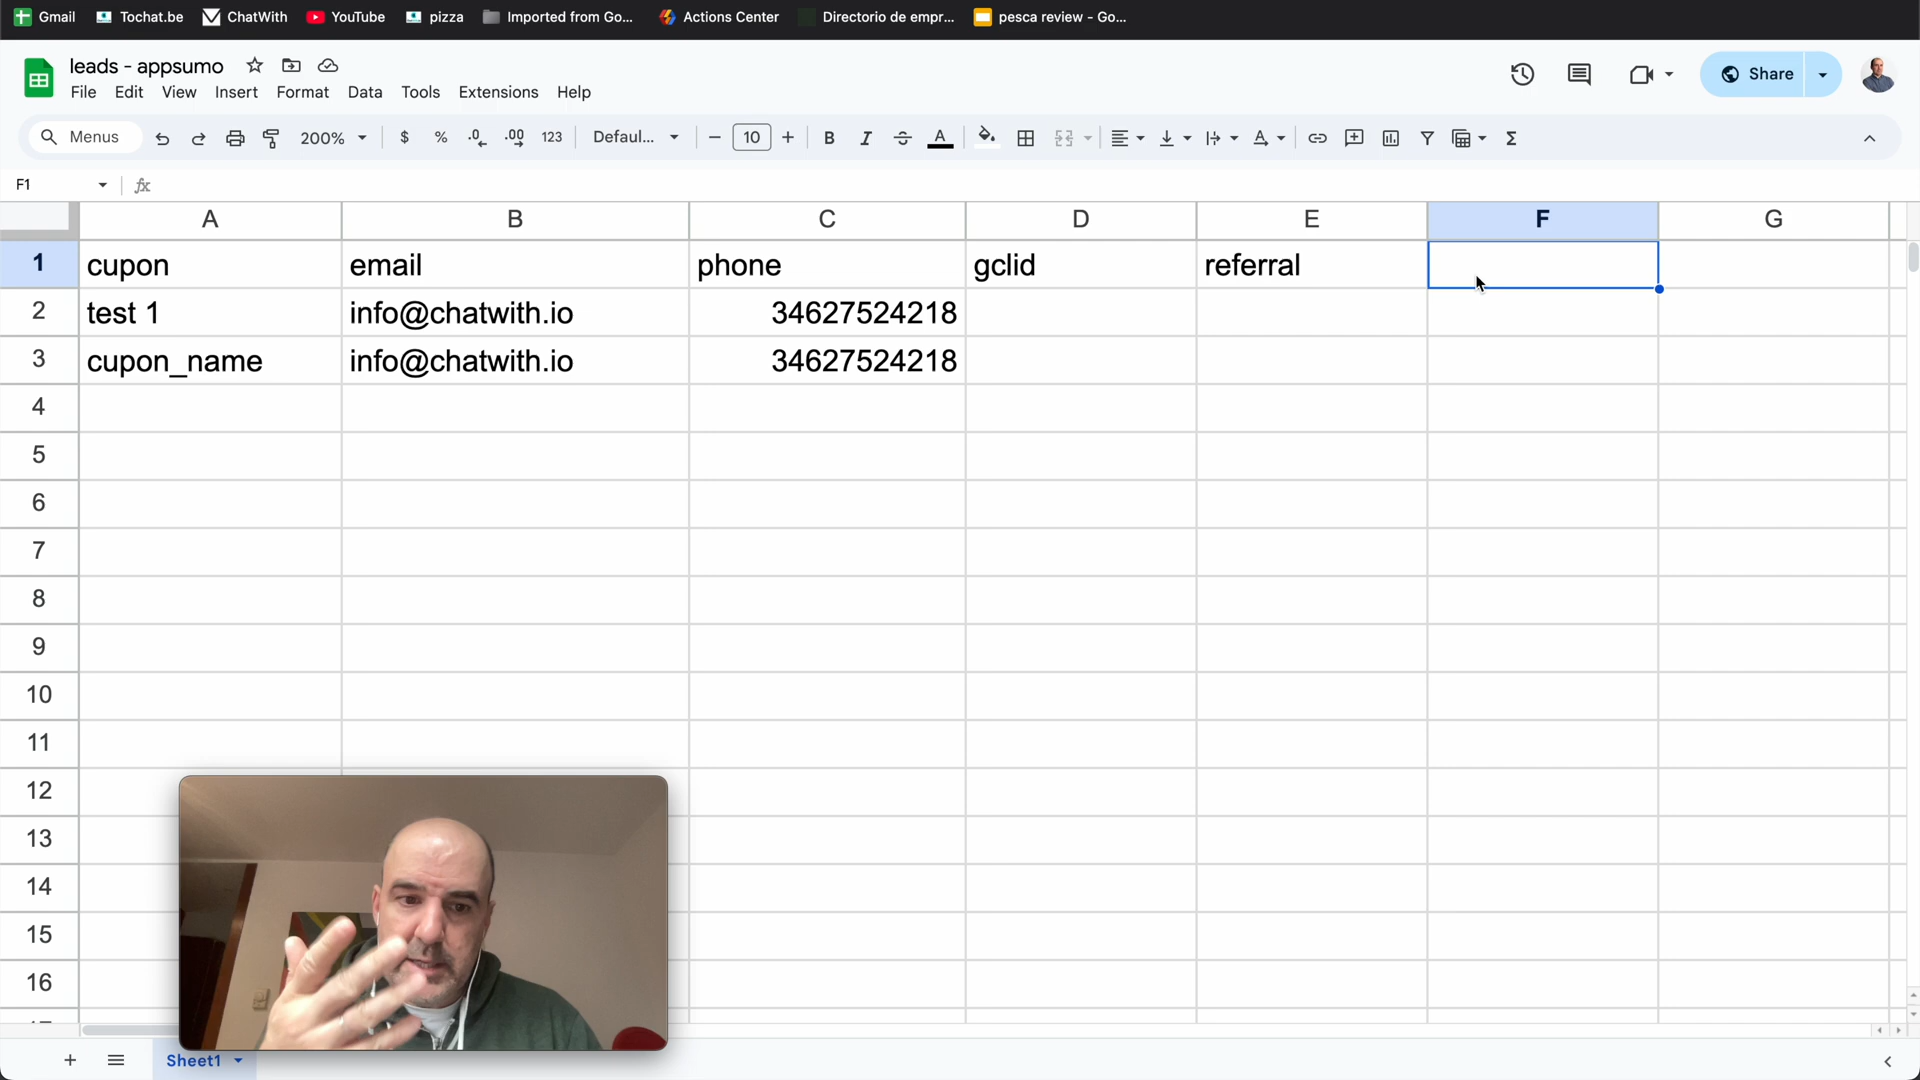 Gmail Tochat.be ChatWith YouTube pizza Imported from Go... Actions Center Directorio de empr... pesca review - Go...
leads - appsumo
File Edit View Insert Format Data Tools Extensions Help
Share
Menus 200% $ % .0 .00 123 Defaul... 10 B I S A Σ
F1 fx
A B C D E F G
1 cupon email phone gclid referral
2 test 1 info@chatwith.io 34627524218
3 cupon_name info@chatwith.io 34627524218
4
5
6
7
8
9
10
11
12
13
14
15
16
Sheet1